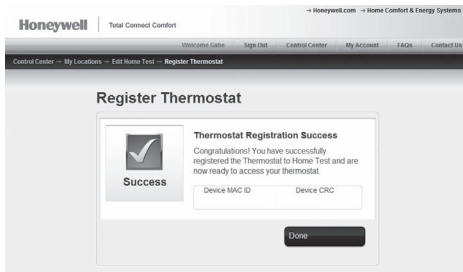 → Honeywell.com → Home Comfort & Energy Systems
Honeywell
Total Connect Comfort
Welcome Gabe Sign Out Control Center My Account FAQs Contact Us
Control Center → My Locations → Edit Home Test → Register Thermostat
Register Thermostat
Success
Thermostat Registration Success
Congratulations! You have successfully
registered the Thermostat to Home Test and are
now ready to access your thermostat.
Device MAC ID Device CRC
Done